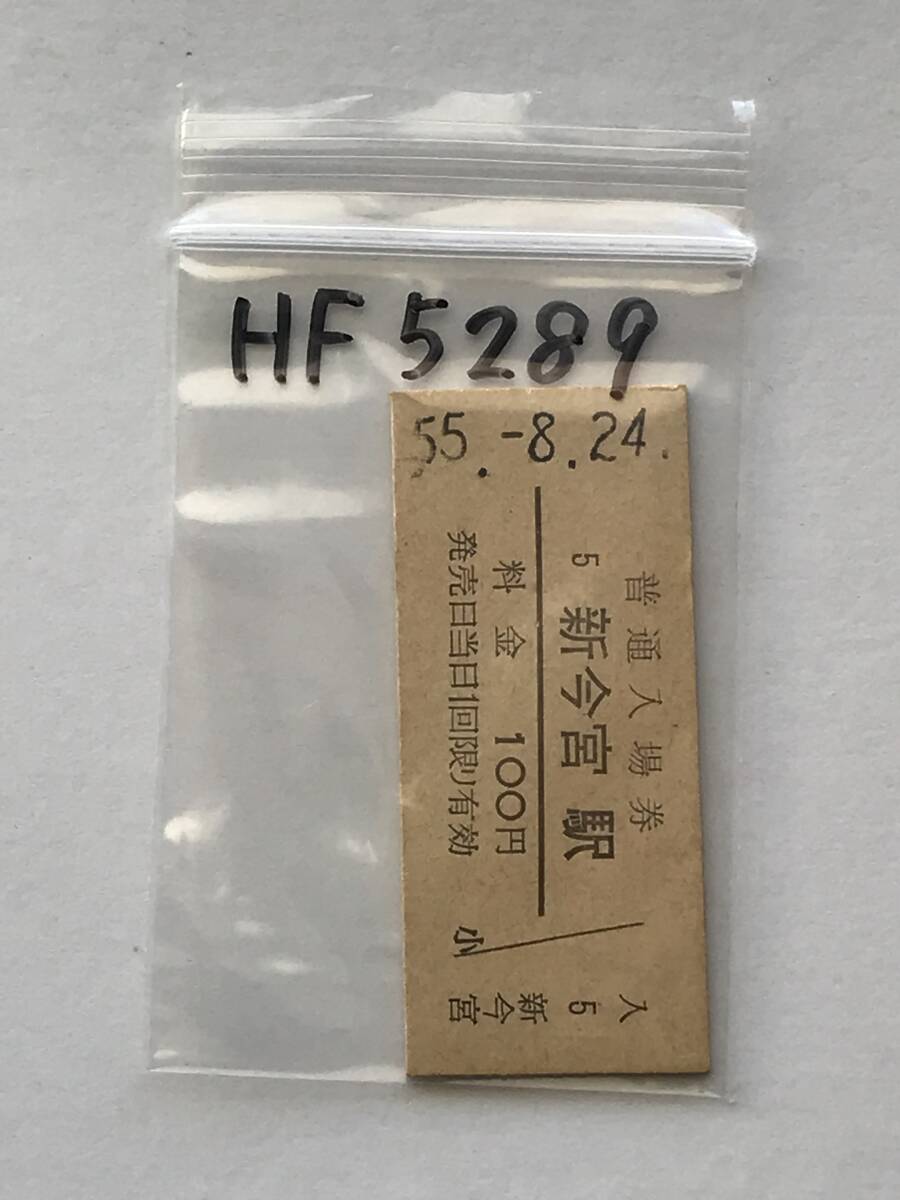 HF 5289
55.-8.24.
普通入場券
5 新今宮駅
料金 100円
発売日当日1回限り有効
小
入
5
新今
宮